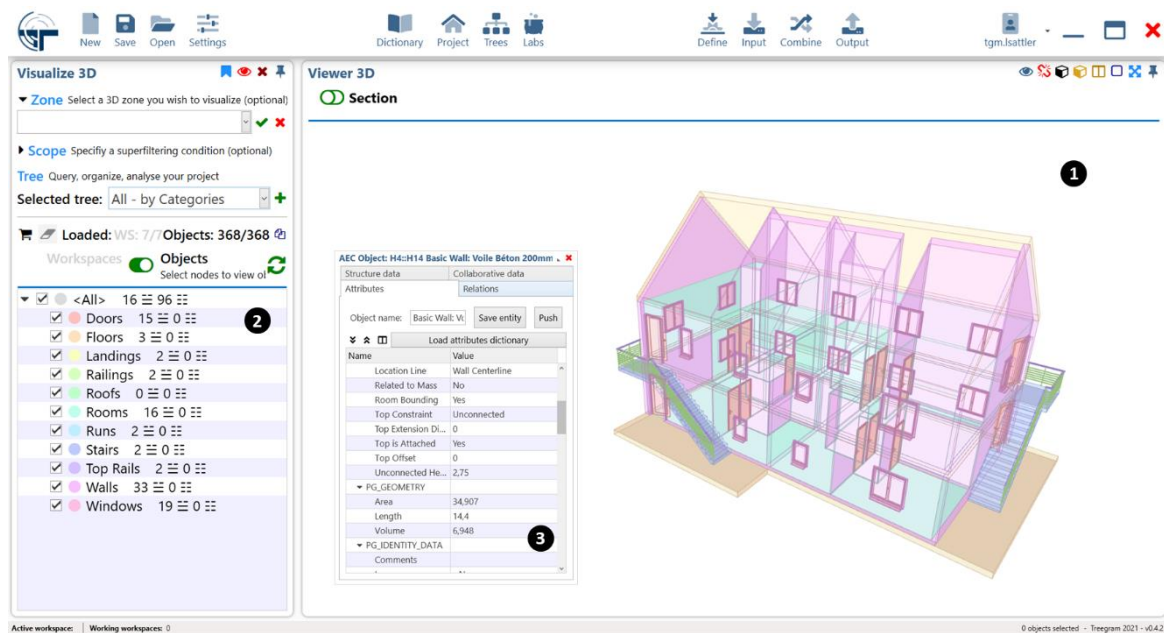 New Save Open Settings Dictionary Project Trees Labs Define Input Combine Output tgm.lsattler
Visualize 3D
Zone Select a 3D zone you wish to visualize (optional)
Scope Specifiy a superfiltering condition (optional)
Tree Query, organize, analyse your project
Selected tree: All - by Categories
Loaded: WS: 7/7 Objects: 368/368
Workspaces Objects
Select nodes to view ol
<All> 16 96
Doors 15 0
Floors 3 0
Landings 2 0
Railings 2 0
Roofs 0 0
Rooms 16 0
Runs 2 0
Stairs 2 0
Top Rails 2 0
Walls 33 0
Windows 19 0
2
Viewer 3D
Section
1
AEC Object: H4::H14 Basic Wall: Voile Béton 200mm
Structure data Collaborative data
Attributes Relations
Object name: Basic Wall: Vo Save entity Push
Load attributes dictionary
Name Value
Location Line Wall Centerline
Related to Mass No
Room Bounding Yes
Top Constraint Unconnected
Top Extension Di... 0
Top is Attached Yes
Top Offset 0
Unconnected He... 2,75
PG_GEOMETRY
Area 34,907
Length 14,4
Volume 6,948
PG_IDENTITY_DATA
Comments
3
Active workspace: Working workspaces: 0 0 objects selected - Treegram 2021 - v0.4.2